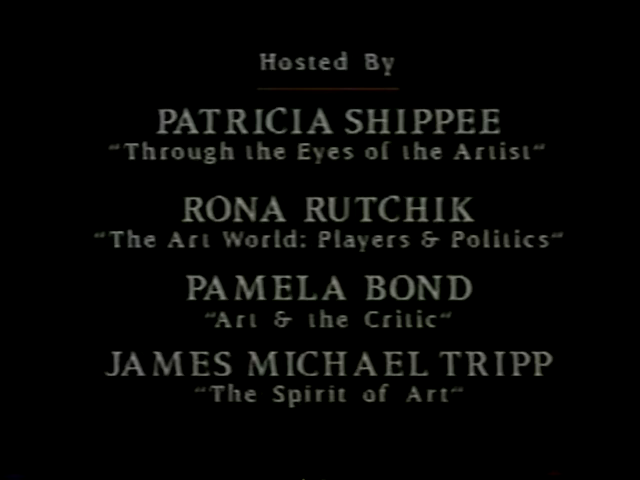 Hosted By
PATRICIA SHIPPEE
"Through the Eyes of the Artist"
RONA RUTCHIK
"The Art World: Players & Politics"
PAMELA BOND
"Art & the Critic"
JAMES MICHAEL TRIPP
"The Spirit of Art"